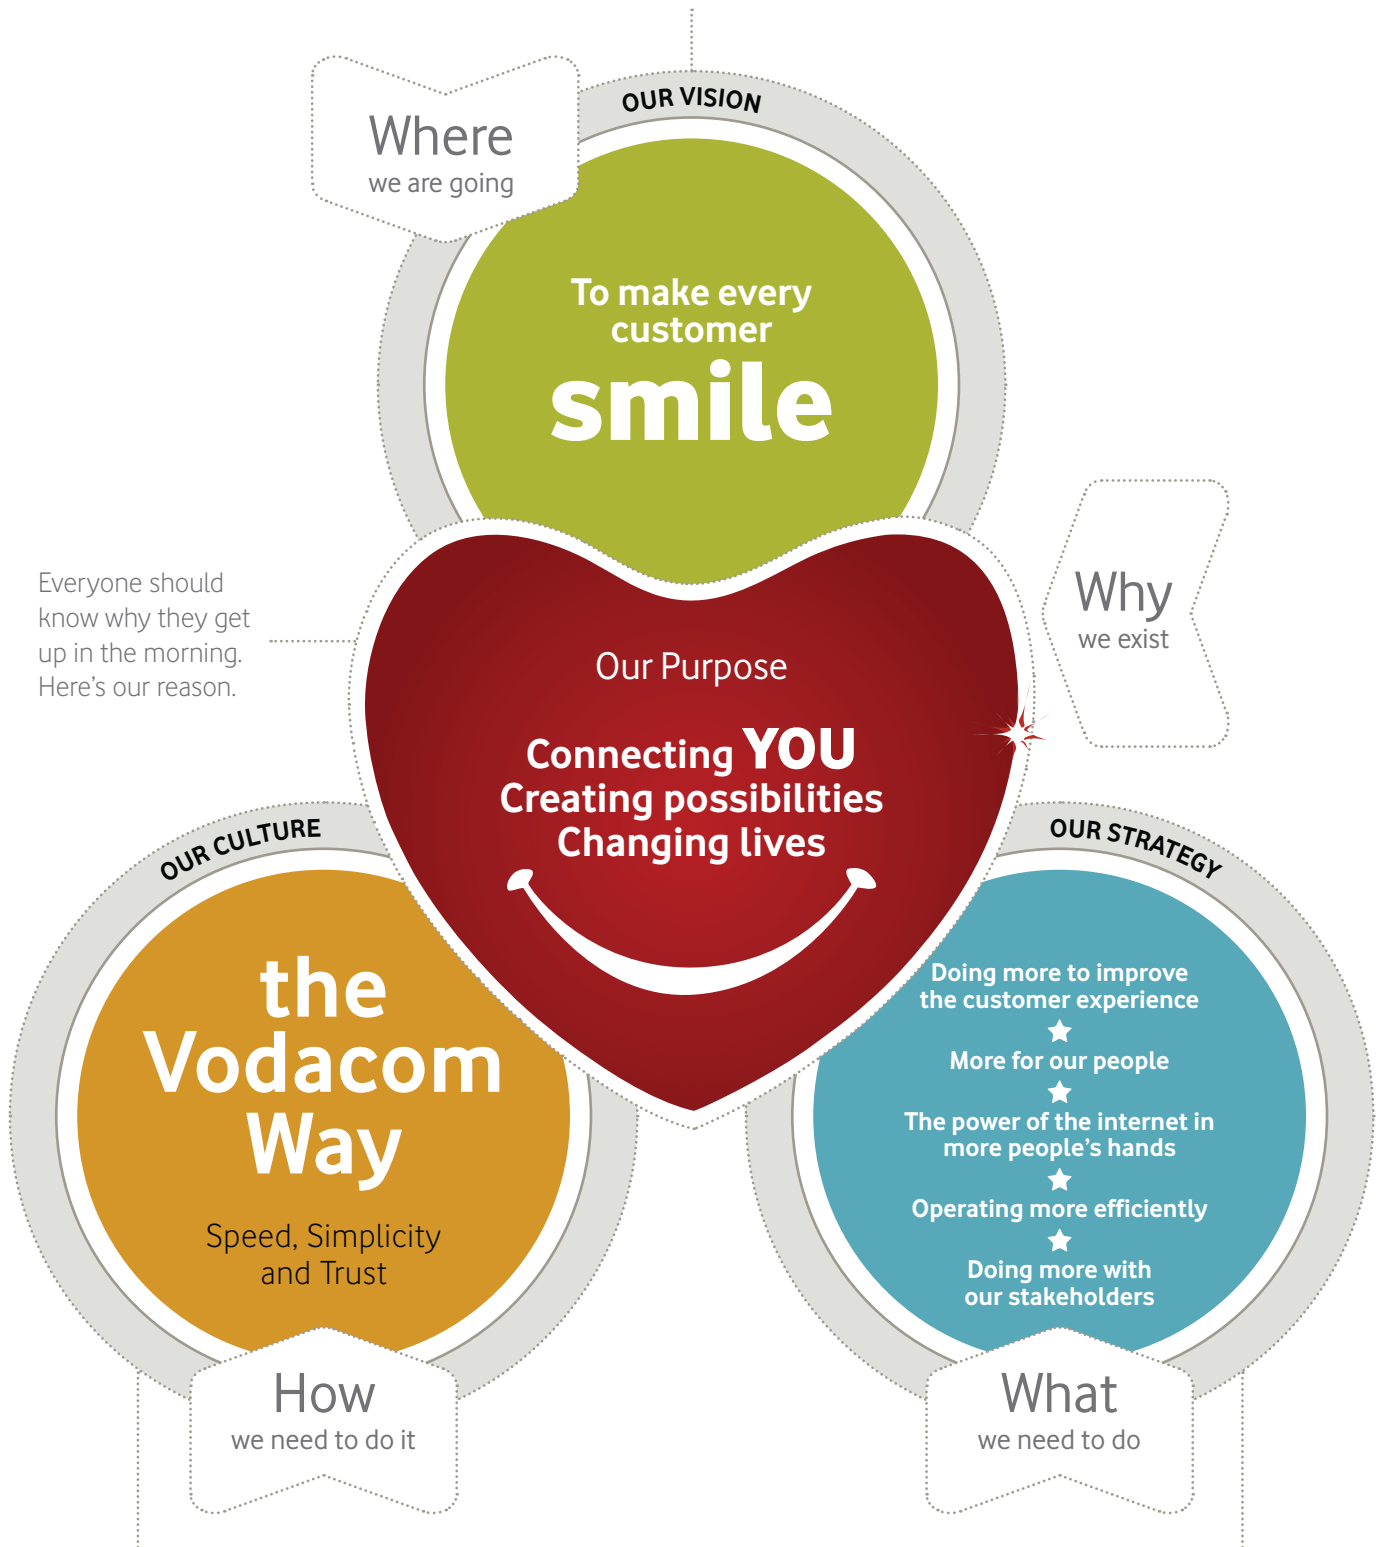 OUR VISION
Where
we are going
To make every
customer
smile
Everyone should
know why they get
up in the morning.
Here’s our reason.
Why
we exist
Our Purpose
Connecting YOU
Creating possibilities
Changing lives
OUR CULTURE
the
Vodacom
Way
Speed, Simplicity
and Trust
How
we need to do it
OUR STRATEGY
Doing more to improve
the customer experience
More for our people
The power of the internet in
more people’s hands
Operating more efficiently
Doing more with
our stakeholders
What
we need to do